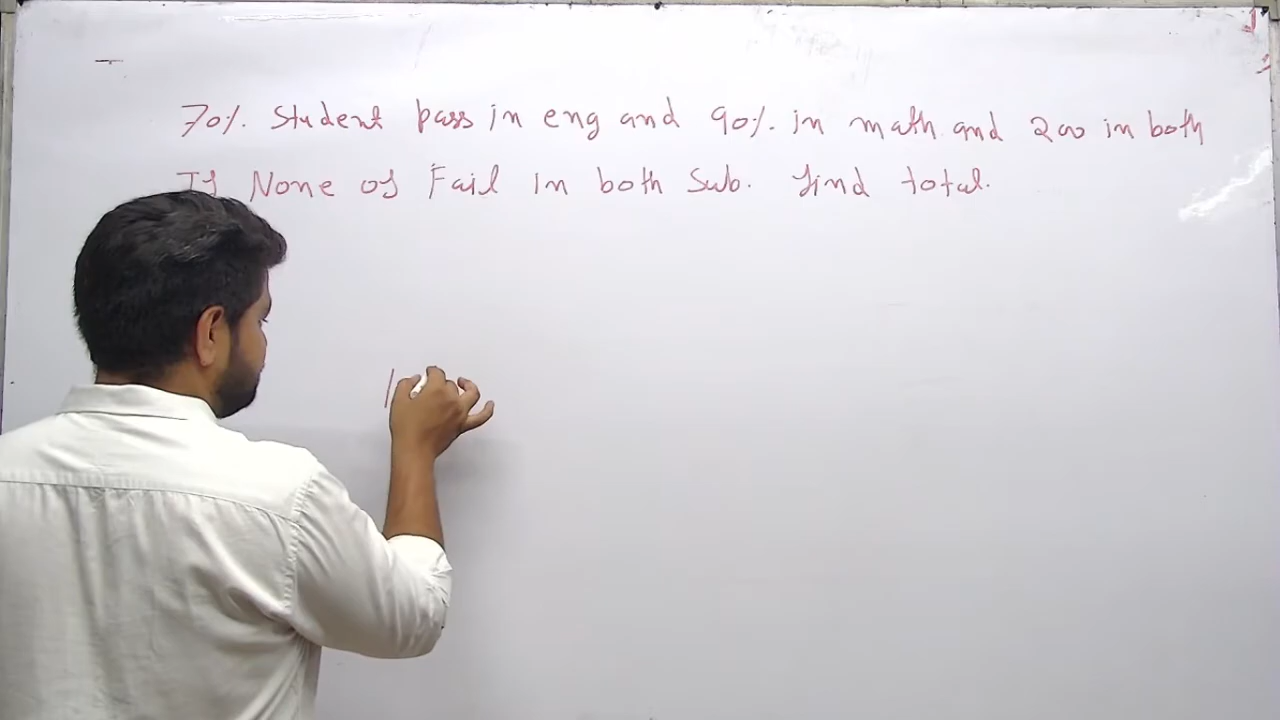 70%. Student pass in eng and 90%. in math and 200 in both
If None of Fail in both Sub. find total.